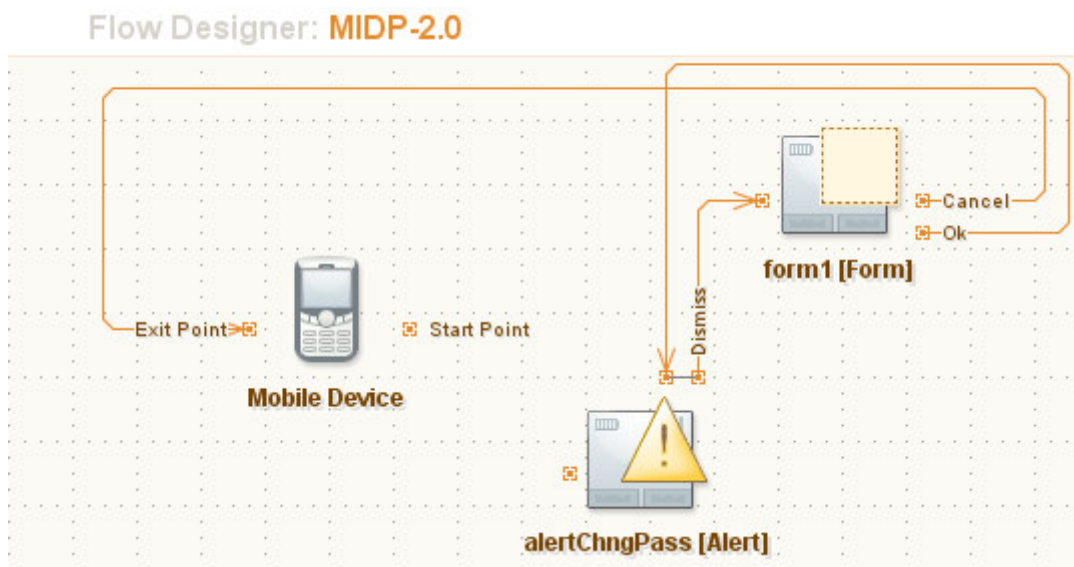 Flow Designer: MIDP-2.0
Cancel
Ok
form1 [Form]
Dismiss
Exit Point
Start Point
Mobile Device
alertChngPass [Alert]